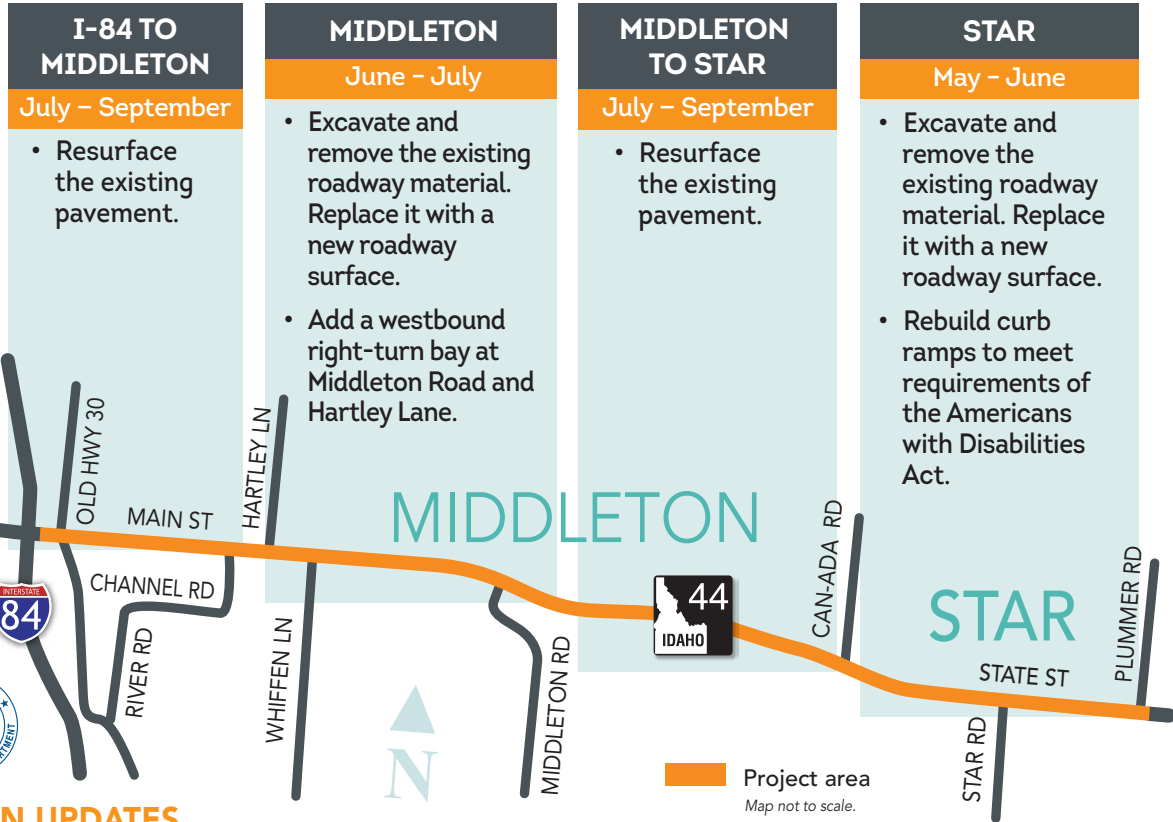 I-84 TO
MIDDLETON
July – September
• Resurface
the existing
pavement.
MIDDLETON
June – July
• Excavate and
remove the existing
roadway material.
Replace it with a
new roadway
surface.
• Add a westbound
right-turn bay at
Middleton Road and
Hartley Lane.
MIDDLETON
TO STAR
July – September
• Resurface
the existing
pavement.
STAR
May – June
• Excavate and
remove the
existing roadway
material. Replace
it with a new
roadway surface.
• Rebuild curb
ramps to meet
requirements of
the Americans
with Disabilities
Act.
OLD HWY 30
MAIN ST
HARTLEY LN
MIDDLETON
CAN-ADA RD
CHANNEL RD
INTERSTATE
84
RIVER RD
WHIFFEN LN
MIDDLETON RD
44
IDAHO
STAR
PLUMMER RD
STATE ST
STAR RD
N
Project area
Map not to scale.
N UPDATES